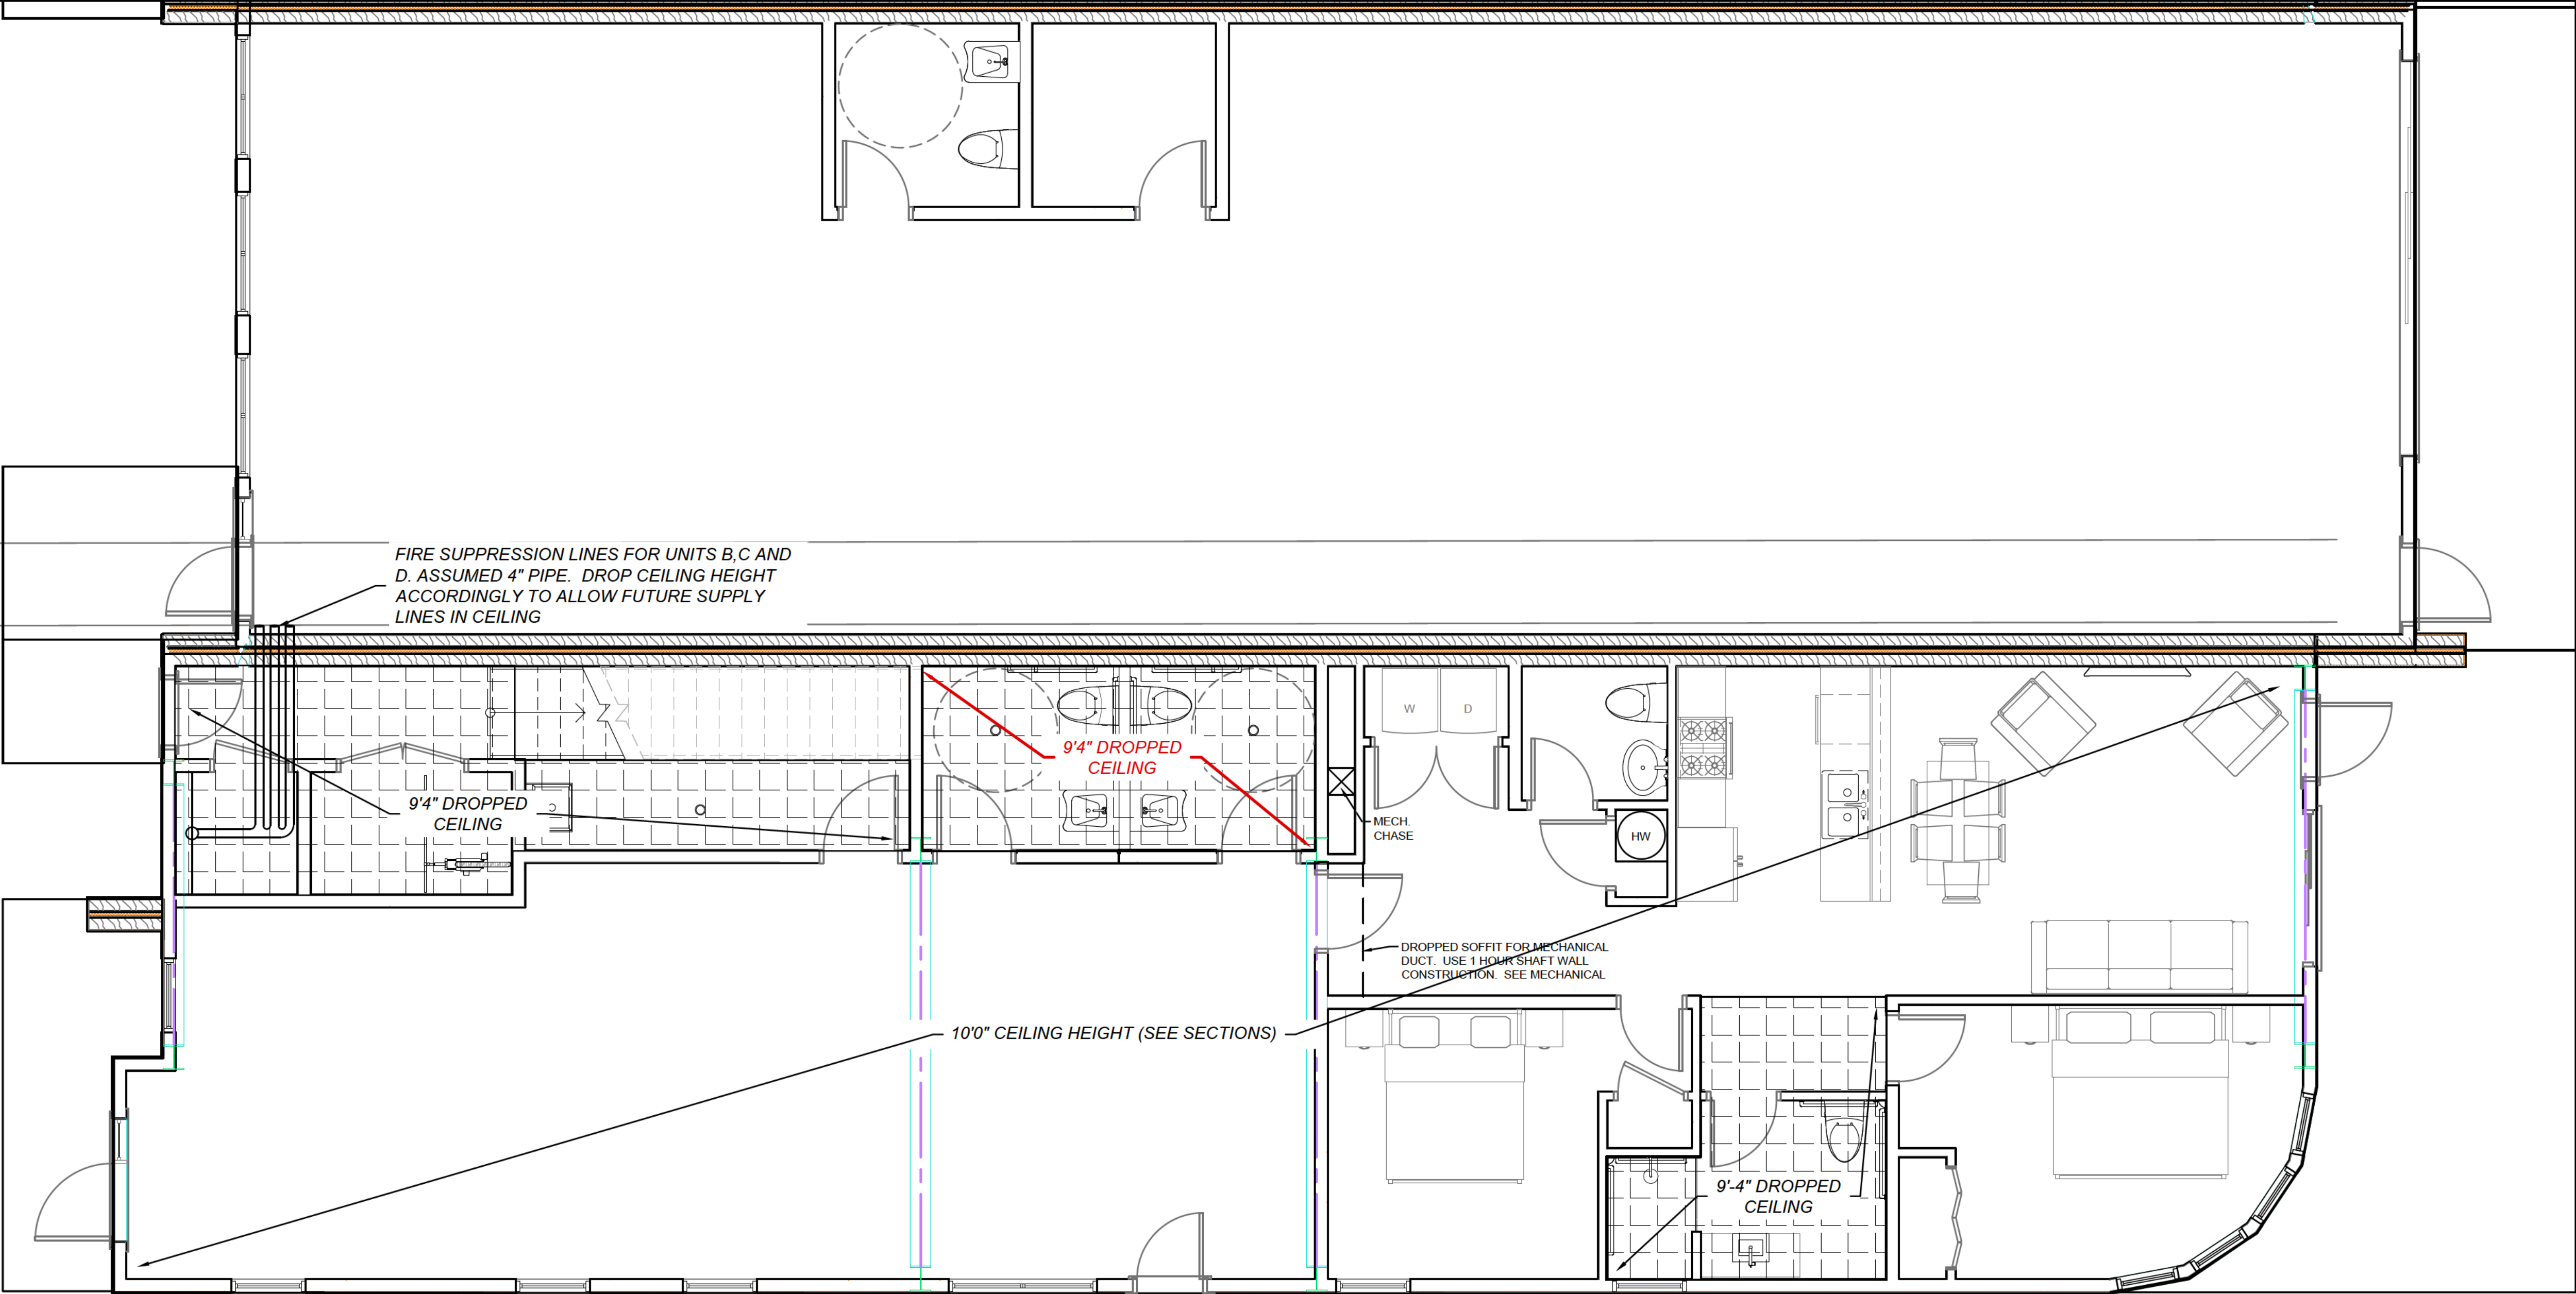 FIRE SUPPRESSION LINES FOR UNITS B,C AND
D. ASSUMED 4" PIPE.  DROP CEILING HEIGHT
ACCORDINGLY TO ALLOW FUTURE SUPPLY
LINES IN CEILING
W
D
9'4" DROPPED
CEILING
9'4" DROPPED
CEILING
MECH.
CHASE
HW
DROPPED SOFFIT FOR MECHANICAL
DUCT.  USE 1 HOUR SHAFT WALL
CONSTRUCTION.  SEE MECHANICAL
10'0" CEILING HEIGHT (SEE SECTIONS)
9'-4" DROPPED
CEILING